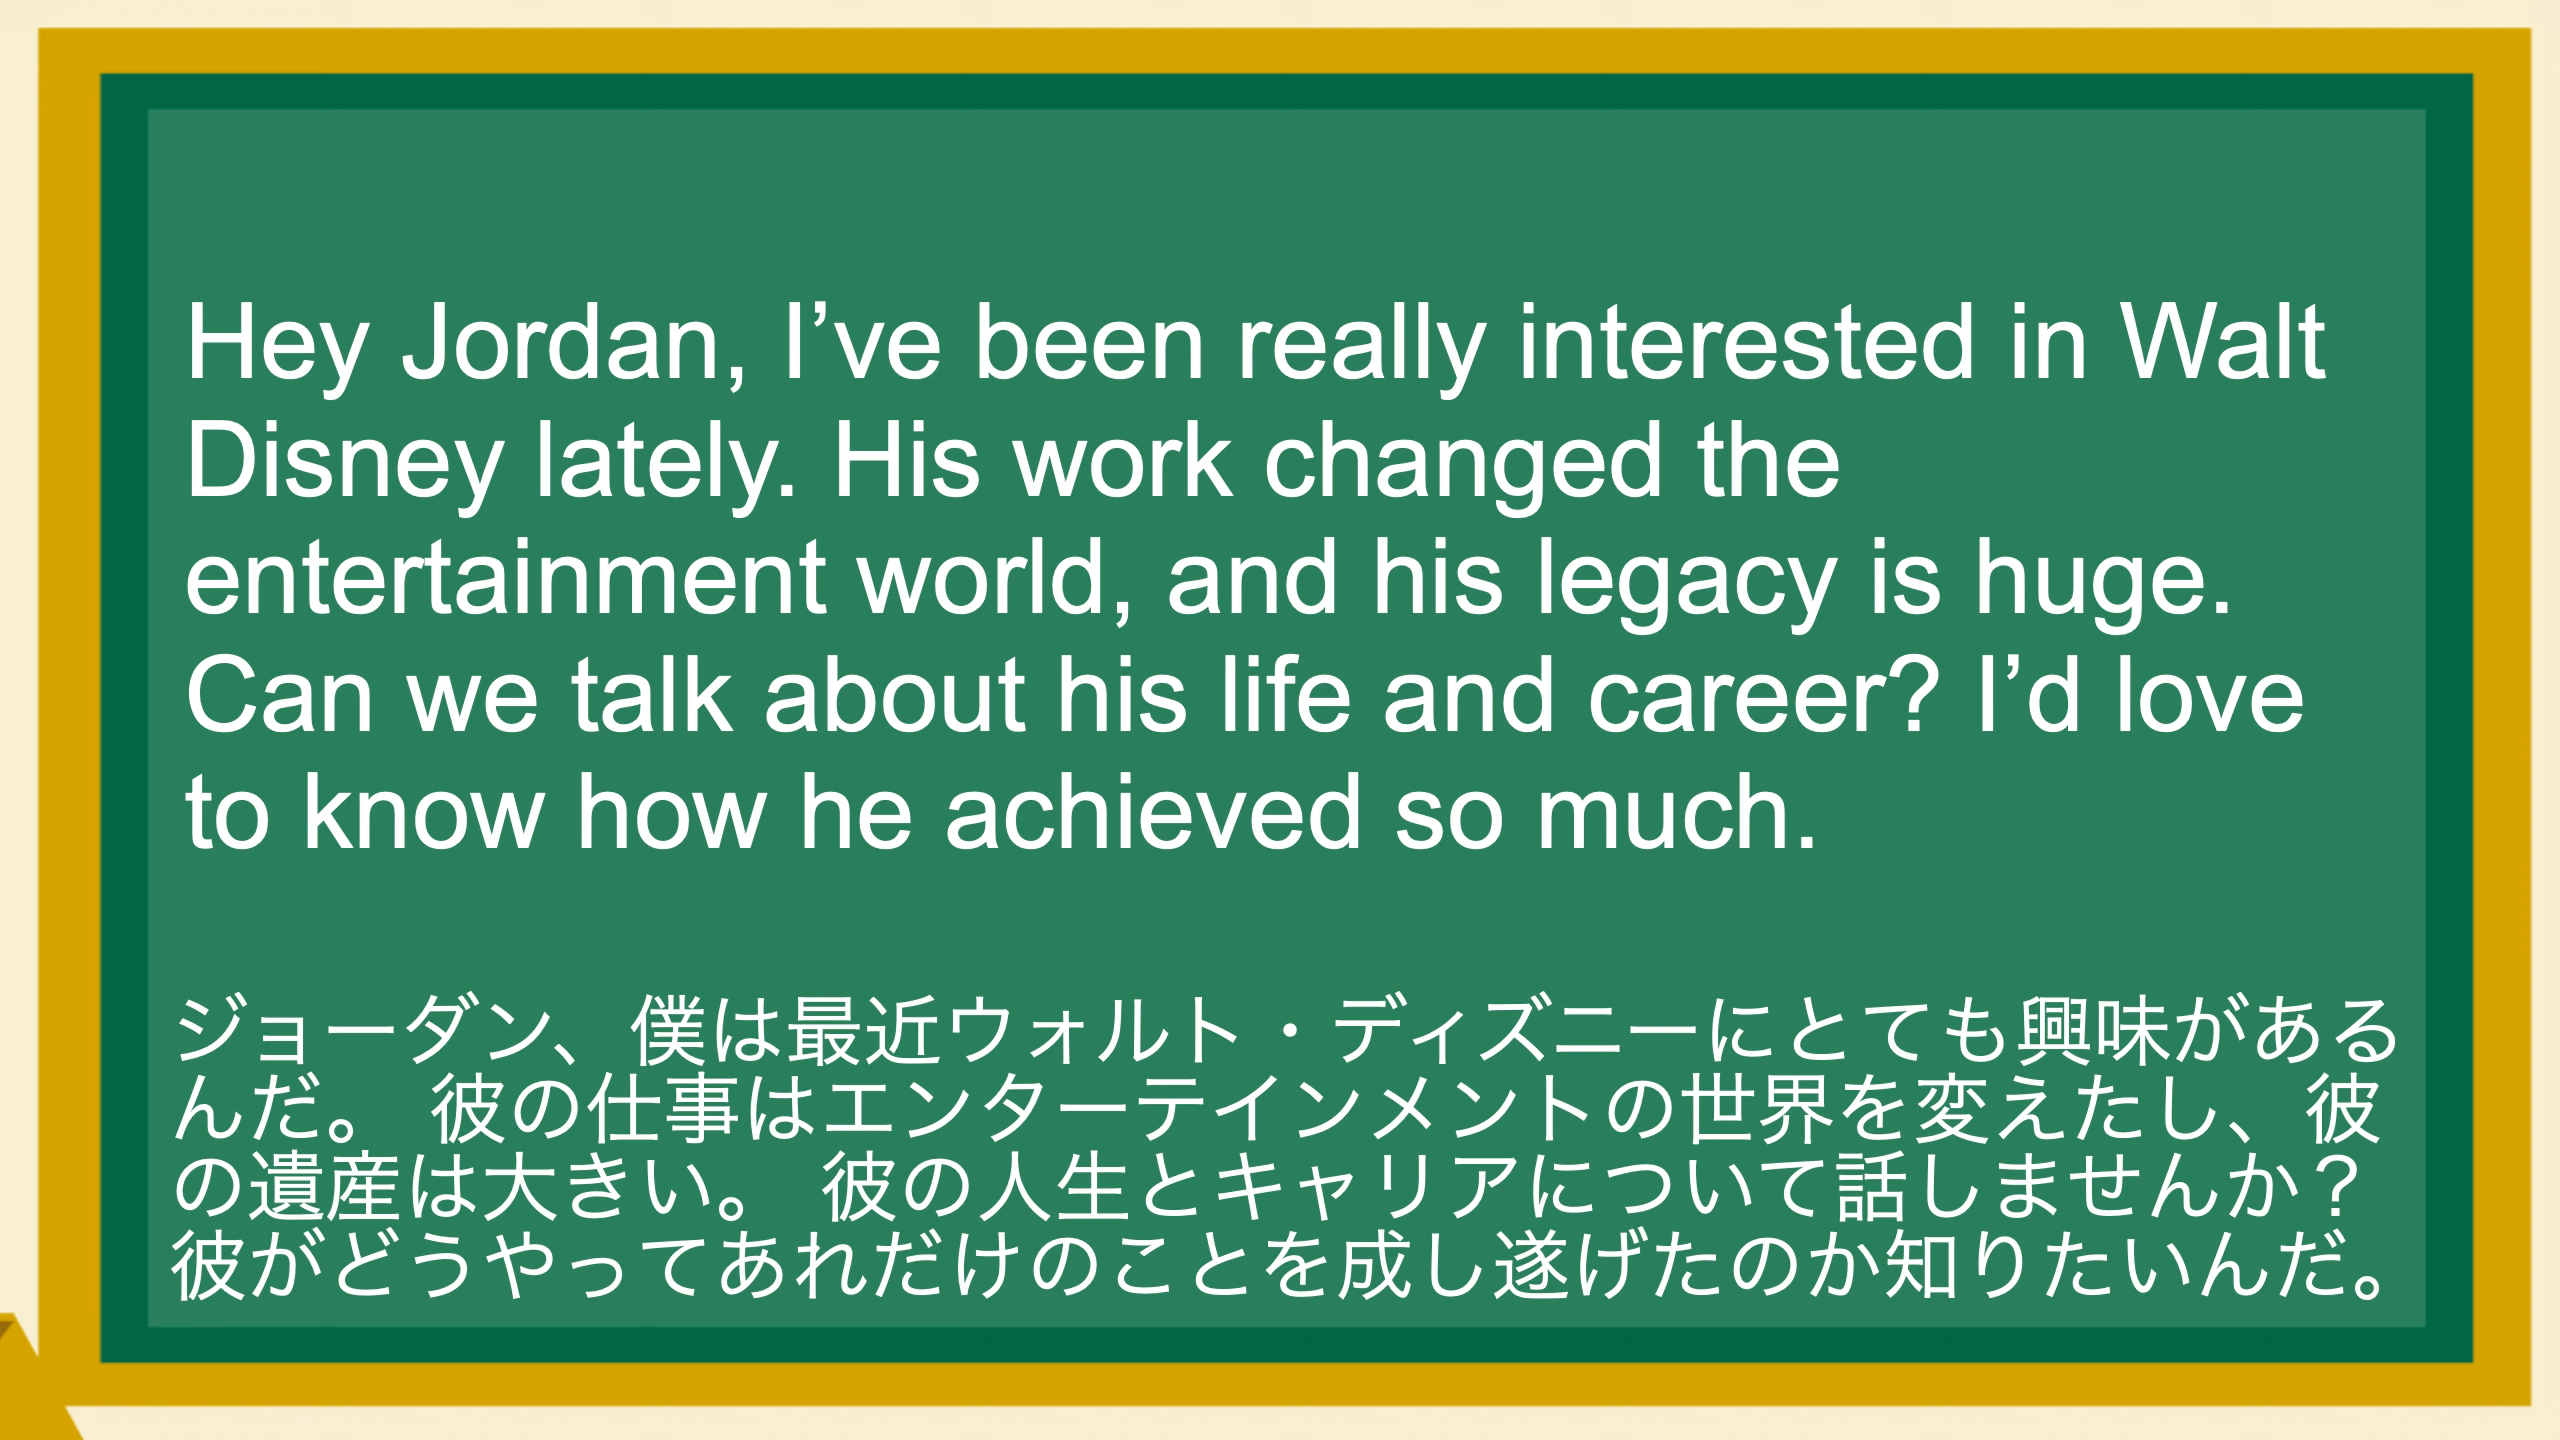 Hey Jordan, I’ve been really interested in Walt
Disney lately. His work changed the
entertainment world, and his legacy is huge.
Can we talk about his life and career? I’d love
to know how he achieved so much.
ジョーダン、僕は最近ウォルト・ディズニーにとても興味がある
んだ。 彼の仕事はエンターテインメントの世界を変えたし、彼
の遺産は大きい。 彼の人生とキャリアについて話しませんか？
彼がどうやってあれだけのことを成し遂げたのか知りたいんだ。